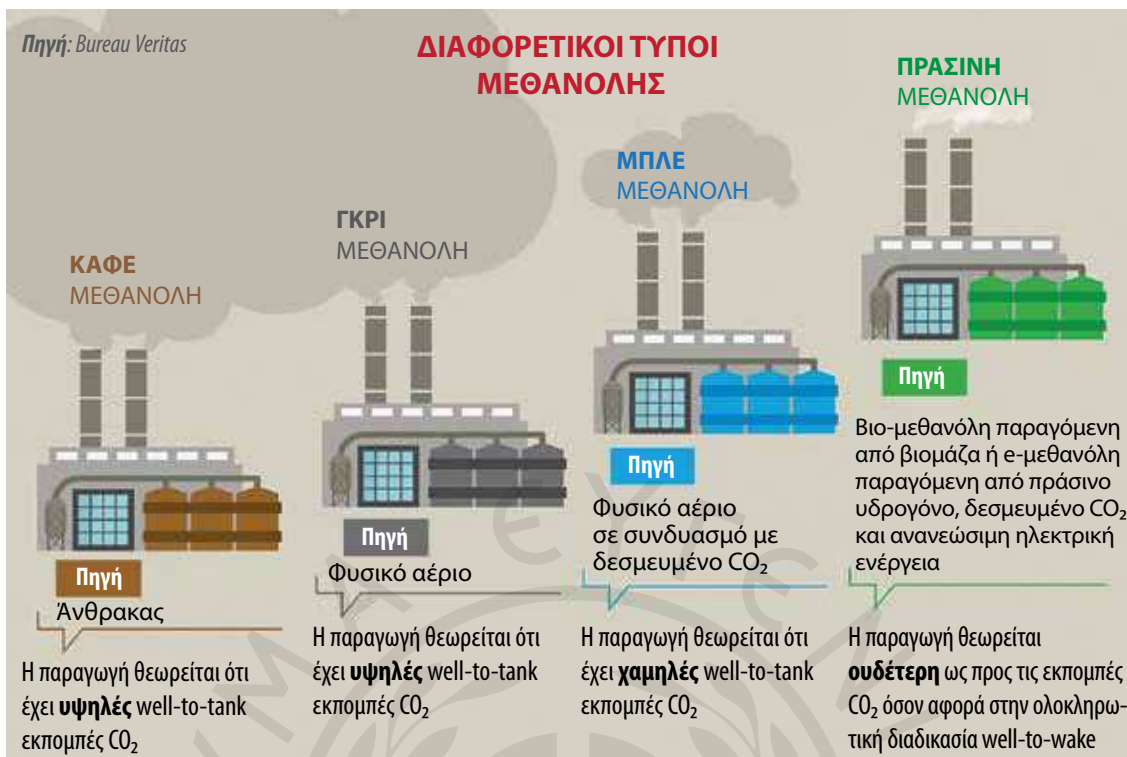 Πηγή: Bureau Veritas
ΔΙΑΦΟΡΕΤΙΚΟΙ ΤΥΠΟΙ
ΜΕΘΑΝΟΛΗΣ
ΚΑΦΕ
ΜΕΘΑΝΟΛΗ
Πηγή
Άνθρακας
Η παραγωγή θεωρείται ότι
έχει υψηλές well-to-tank
εκπομπές CO₂
ΓΚΡΙ
ΜΕΘΑΝΟΛΗ
Πηγή
Φυσικό αέριο
Η παραγωγή θεωρείται ότι
έχει υψηλές well-to-tank
εκπομπές CO₂
ΜΠΛΕ
ΜΕΘΑΝΟΛΗ
Πηγή
Φυσικό αέριο
σε συνδυασμό με
δεσμευμένο CO₂
Η παραγωγή θεωρείται ότι
έχει χαμηλές well-to-tank
εκπομπές CO₂
ΠΡΑΣΙΝΗ
ΜΕΘΑΝΟΛΗ
Πηγή
Βιο-μεθανόλη παραγόμενη
από βιομάζα ή e-μεθανόλη
παραγόμενη από πράσινο
υδρογόνο, δεσμευμένο CO₂
και ανανεώσιμη ηλεκτρική
ενέργεια
Η παραγωγή θεωρείται
ουδέτερη ως προς τις εκπομπές
CO₂ όσον αφορά στην ολοκληρω-
τική διαδικασία well-to-wake